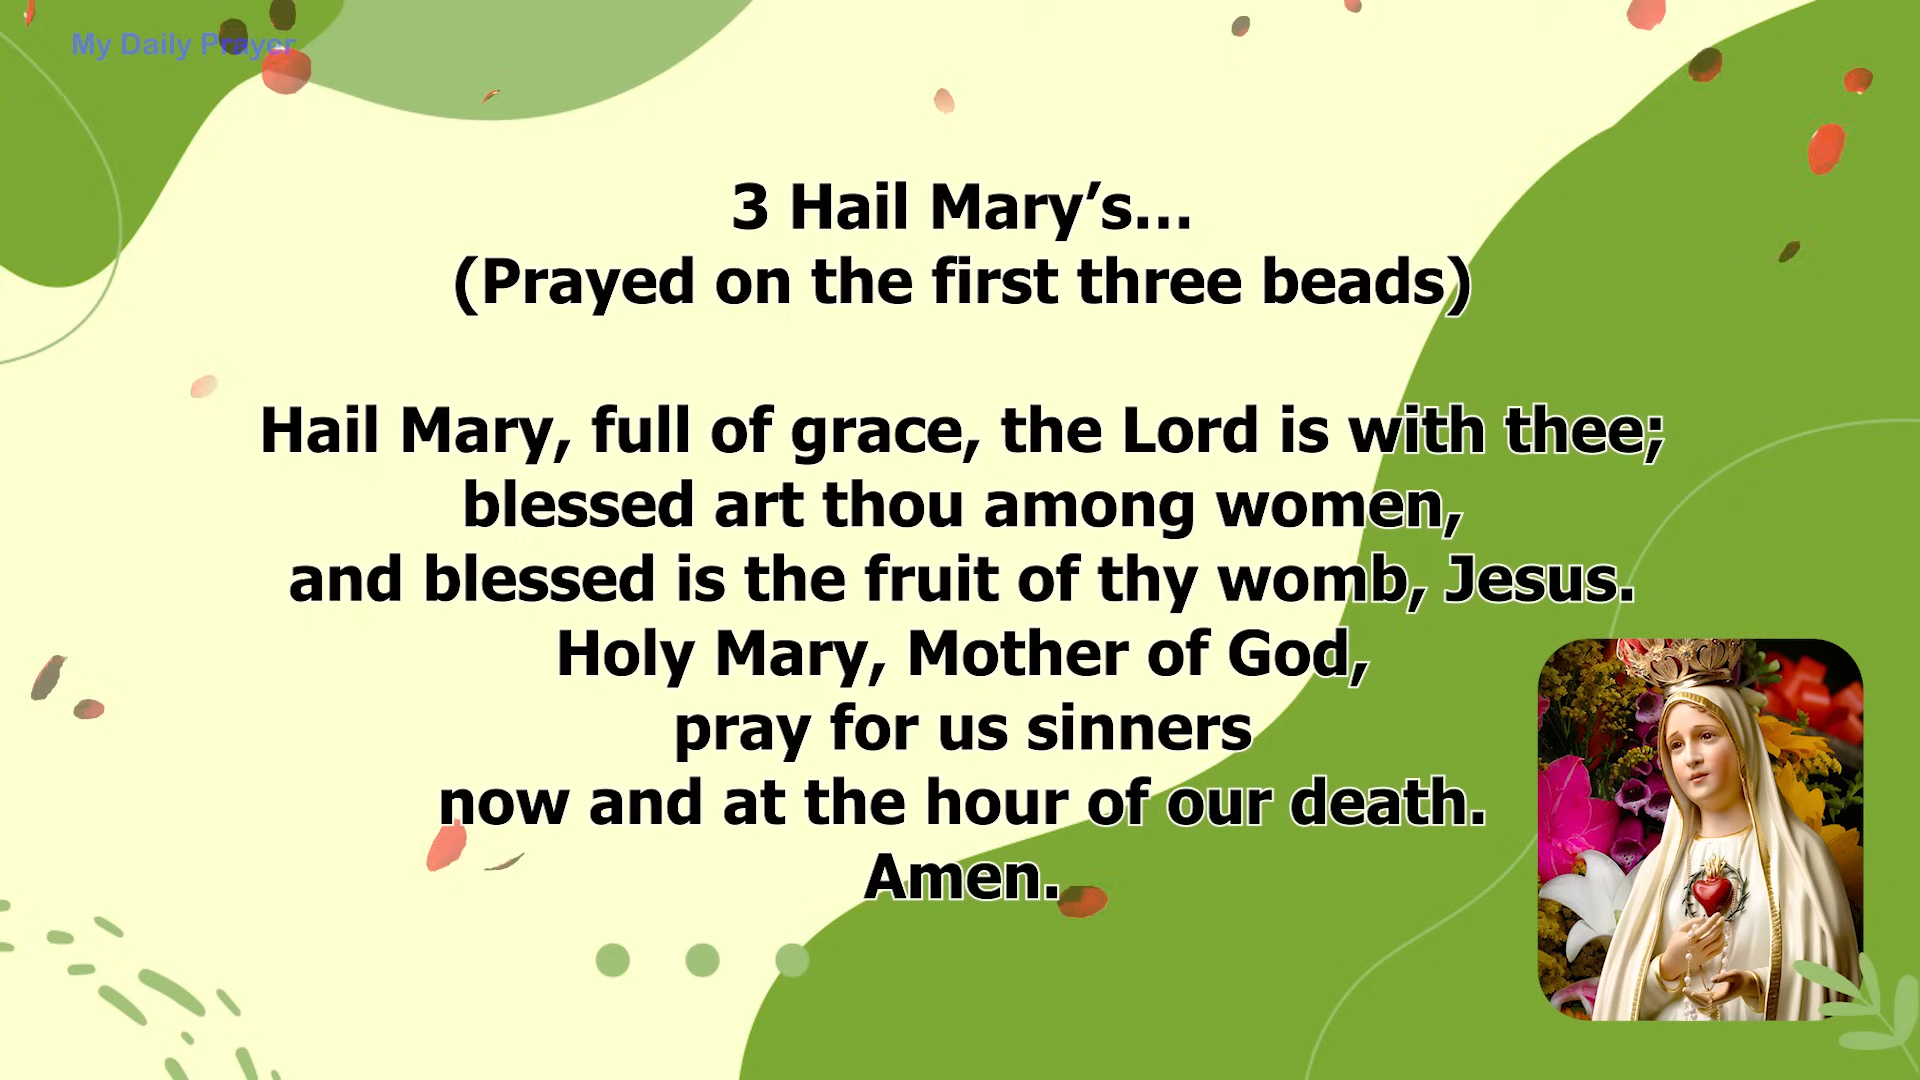 My Daily Prayer
3 Hail Mary’s...
(Prayed on the first three beads)
Hail Mary, full of grace, the Lord is with thee;
blessed art thou among women,
and blessed is the fruit of thy womb, Jesus.
Holy Mary, Mother of God,
pray for us sinners
now and at the hour of our death.
Amen.